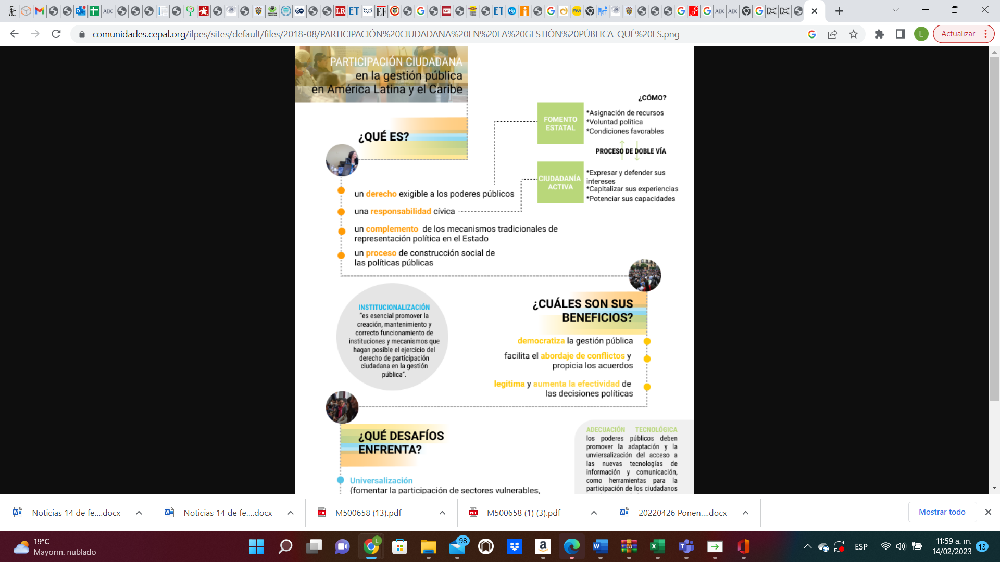 comunidades.cepal.org/ilpes/sites/default/files/2018-08/PARTICIPACIÓN%20CIUDADANA%20EN%20LA%20GESTIÓN%20PÚBLICA_QUÉ%20ES.png
L
Actualizar
PARTICIPACIÓN CIUDADANA
en la gestión pública
en América Latina y el Caribe
¿QUÉ ES?
un derecho exigible a los poderes públicos
una responsabilidad cívica
un complemento de los mecanismos tradicionales de
representación política en el Estado
un proceso de construcción social de
las políticas públicas
¿CÓMO?
FOMENTO
ESTATAL
*Asignación de recursos
*Voluntad política
*Condiciones favorables
PROCESO DE DOBLE VÍA
CIUDADANÍA
ACTIVA
*Expresar y defender sus
intereses
*Capitalizar sus experiencias
*Potenciar sus capacidades
INSTITUCIONALIZACIÓN
"es esencial promover la
creación, mantenimiento y
correcto funcionamiento de
instituciones y mecanismos que
hagan posible el ejercicio del
derecho de participación
ciudadana en la gestión
pública".
¿CUÁLES SON SUS
BENEFICIOS?
democratiza la gestión pública
facilita el abordaje de conflictos y
propicia los acuerdos
legitima y aumenta la efectividad de
las decisiones políticas
¿QUÉ DESAFÍOS
ENFRENTA?
Universalización
(fomentar la participación de sectores vulnerables,
ADECUACIÓN TECNOLÓGICA
los poderes públicos deben
promover la adaptación y la
unviersalización del acceso a
las nuevas tecnologías de
información y comunicación,
como herramientas para la
participación de los ciudadanos
Noticias 14 de fe....docx
Noticias 14 de fe....docx
M500658 (13).pdf
M500658 (1) (3).pdf
20220426 Ponen....docx
Mostrar todo
19°C
Mayorm. nublado
98
ESP
11:59 a. m.
14/02/2023
13